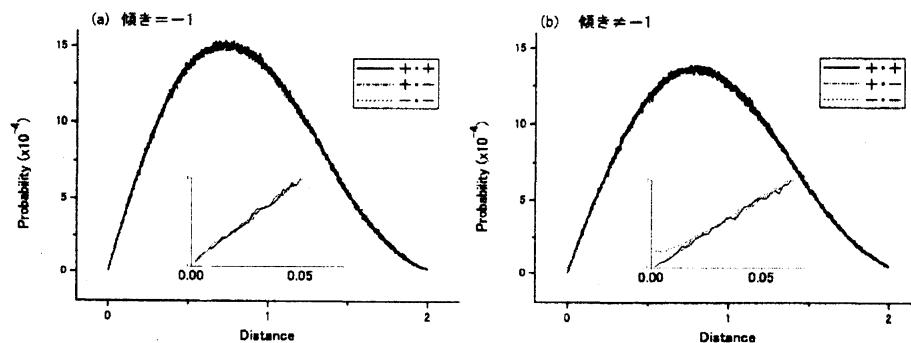 (a) 傾き=-1
15
10
5
0
Probability (x10⁻⁴)
+・+
+・-
-・-
0.00 0.05
0 1 2
Distance
(b) 傾き≠-1
15
10
5
0
Probability (x10⁻⁴)
+・+
+・-
-・-
0.00 0.05
0 1 2
Distance